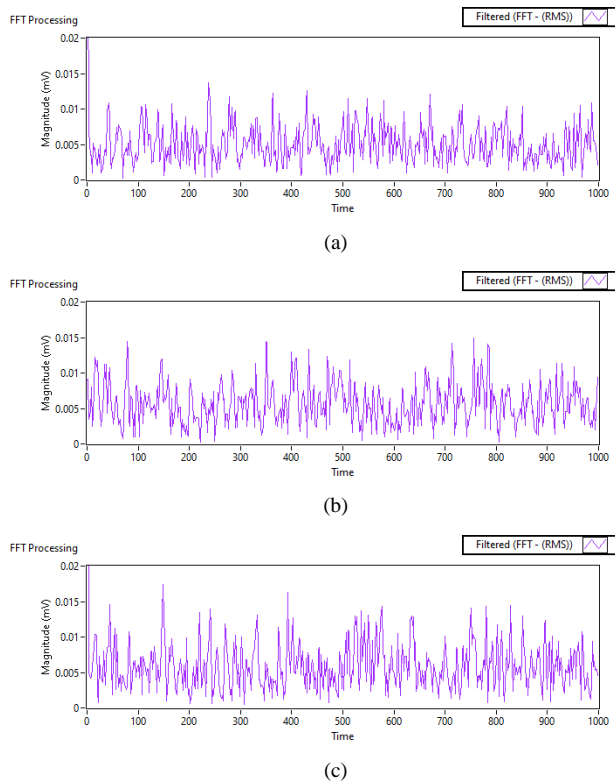 FFT Processing
Filtered (FFT - (RMS))
Magnitude (mV)
0.02
0.015
0.01
0.005
0
0 100 200 300 400 500 600 700 800 900 1000
Time
(a)
FFT Processing
Filtered (FFT - (RMS))
Magnitude (mV)
0.02
0.015
0.01
0.005
0
0 100 200 300 400 500 600 700 800 900 1000
Time
(b)
FFT Processing
Filtered (FFT - (RMS))
Magnitude (mV)
0.02
0.015
0.01
0.005
0
0 100 200 300 400 500 600 700 800 900 1000
Time
(c)